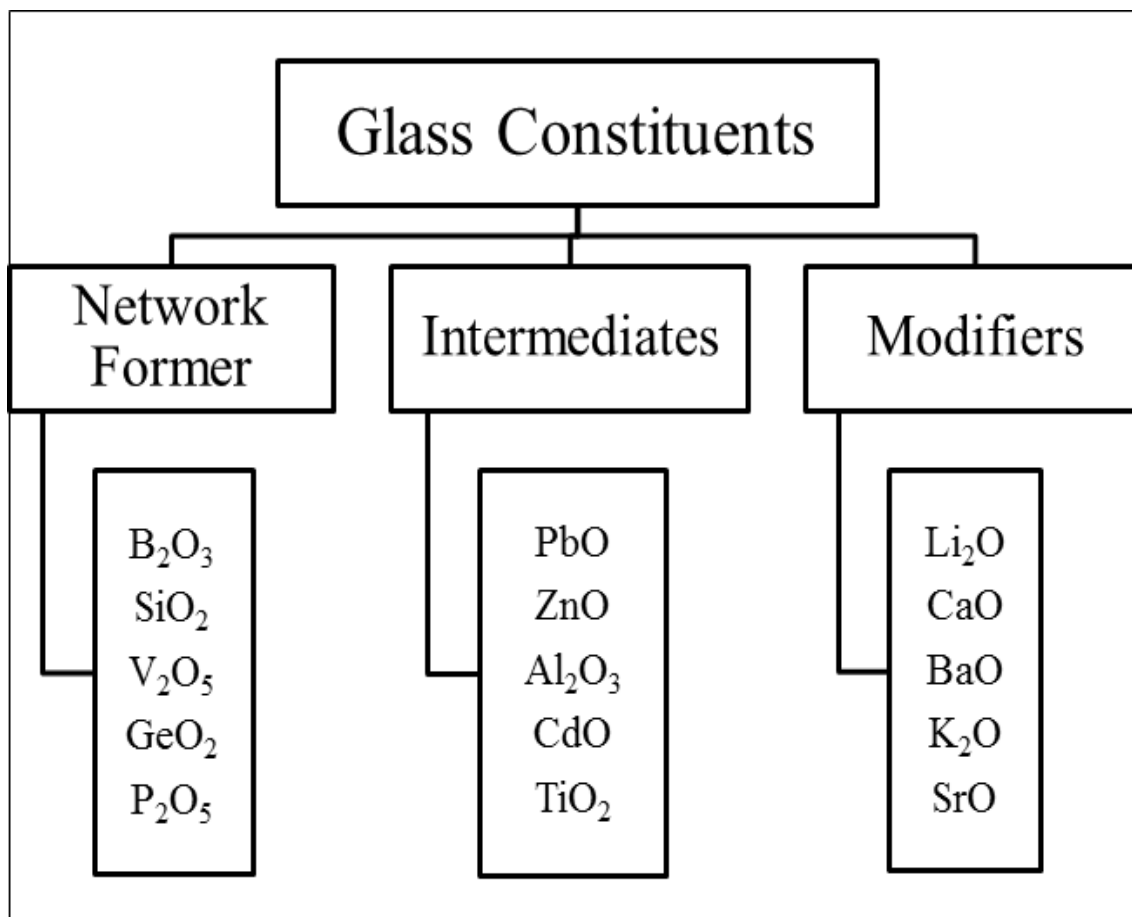 Glass Constituents
Network
Former
Intermediates
Modifiers
B₂O₃
SiO₂
V₂O₅
GeO₂
P₂O₅
PbO
ZnO
Al₂O₃
CdO
TiO₂
Li₂O
CaO
BaO
K₂O
SrO